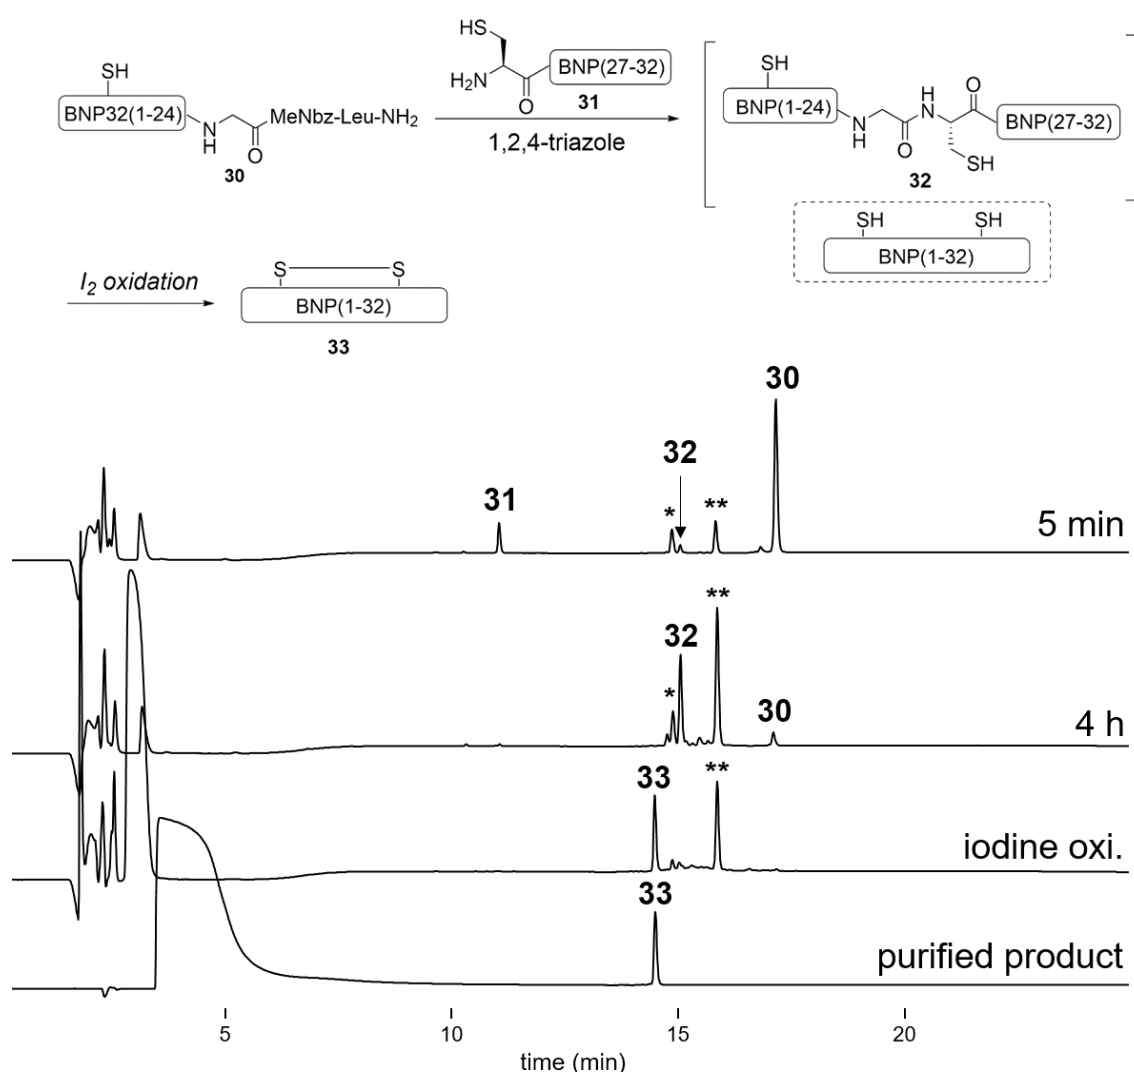 SH
BNP32(1-24)
N
H
O
MeNbz-Leu-NH2
30
HS
H2N
O
BNP(27-32)
31
1,2,4-triazole
SH
BNP(1-24)
N
H
O
H
N
O
SH
BNP(27-32)
32
SH SH
BNP(1-32)
I2 oxidation
S S
BNP(1-32)
33
30
32
31
* **
5 min
**
32
*
30
4 h
**
33
iodine oxi.
33
purified product
5 10 15 20
time (min)